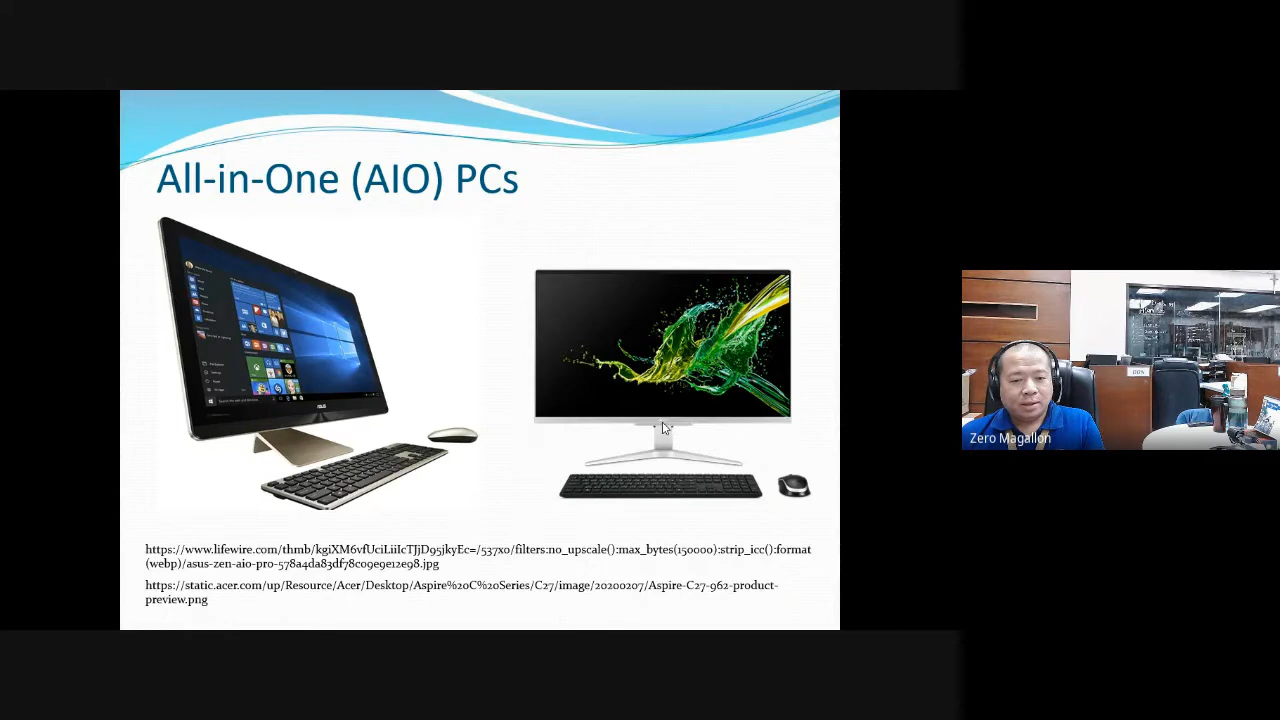 All-in-One (AIO) PCs
ASUS
https://www.lifewire.com/thmb/kgiXM6vfUciLiiIcTJjD95jkyEc=/537x0/filters:no_upscale():max_bytes(150000):strip_icc():format
(webp)/asus-zen-aio-pro-578a4da83df78c09e9e12e98.jpg
https://static.acer.com/up/Resource/Acer/Desktop/Aspire%20C%20Series/C27/image/20200207/Aspire-C27-962-product-
preview.png
Zero Magallon